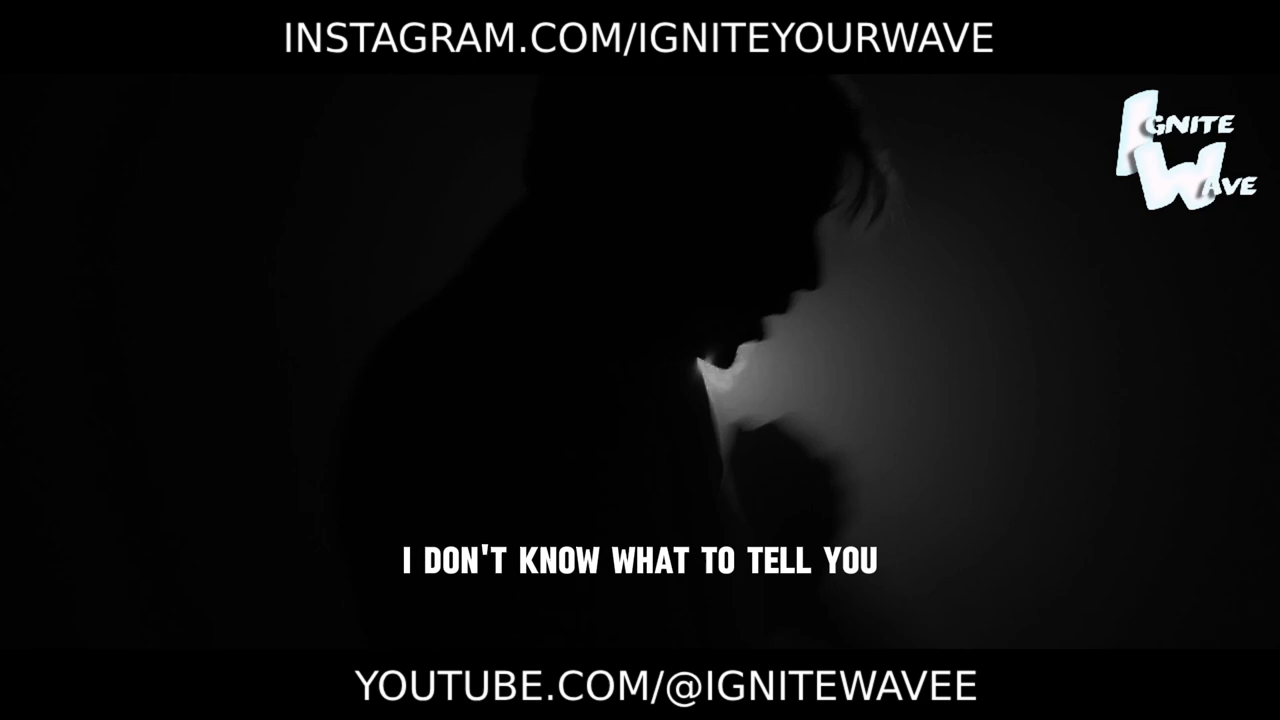 INSTAGRAM.COM/IGNITEYOURWAVE
IGNITE
WAVE
I DON'T KNOW WHAT TO TELL YOU
YOUTUBE.COM/@IGNITEWAVEE